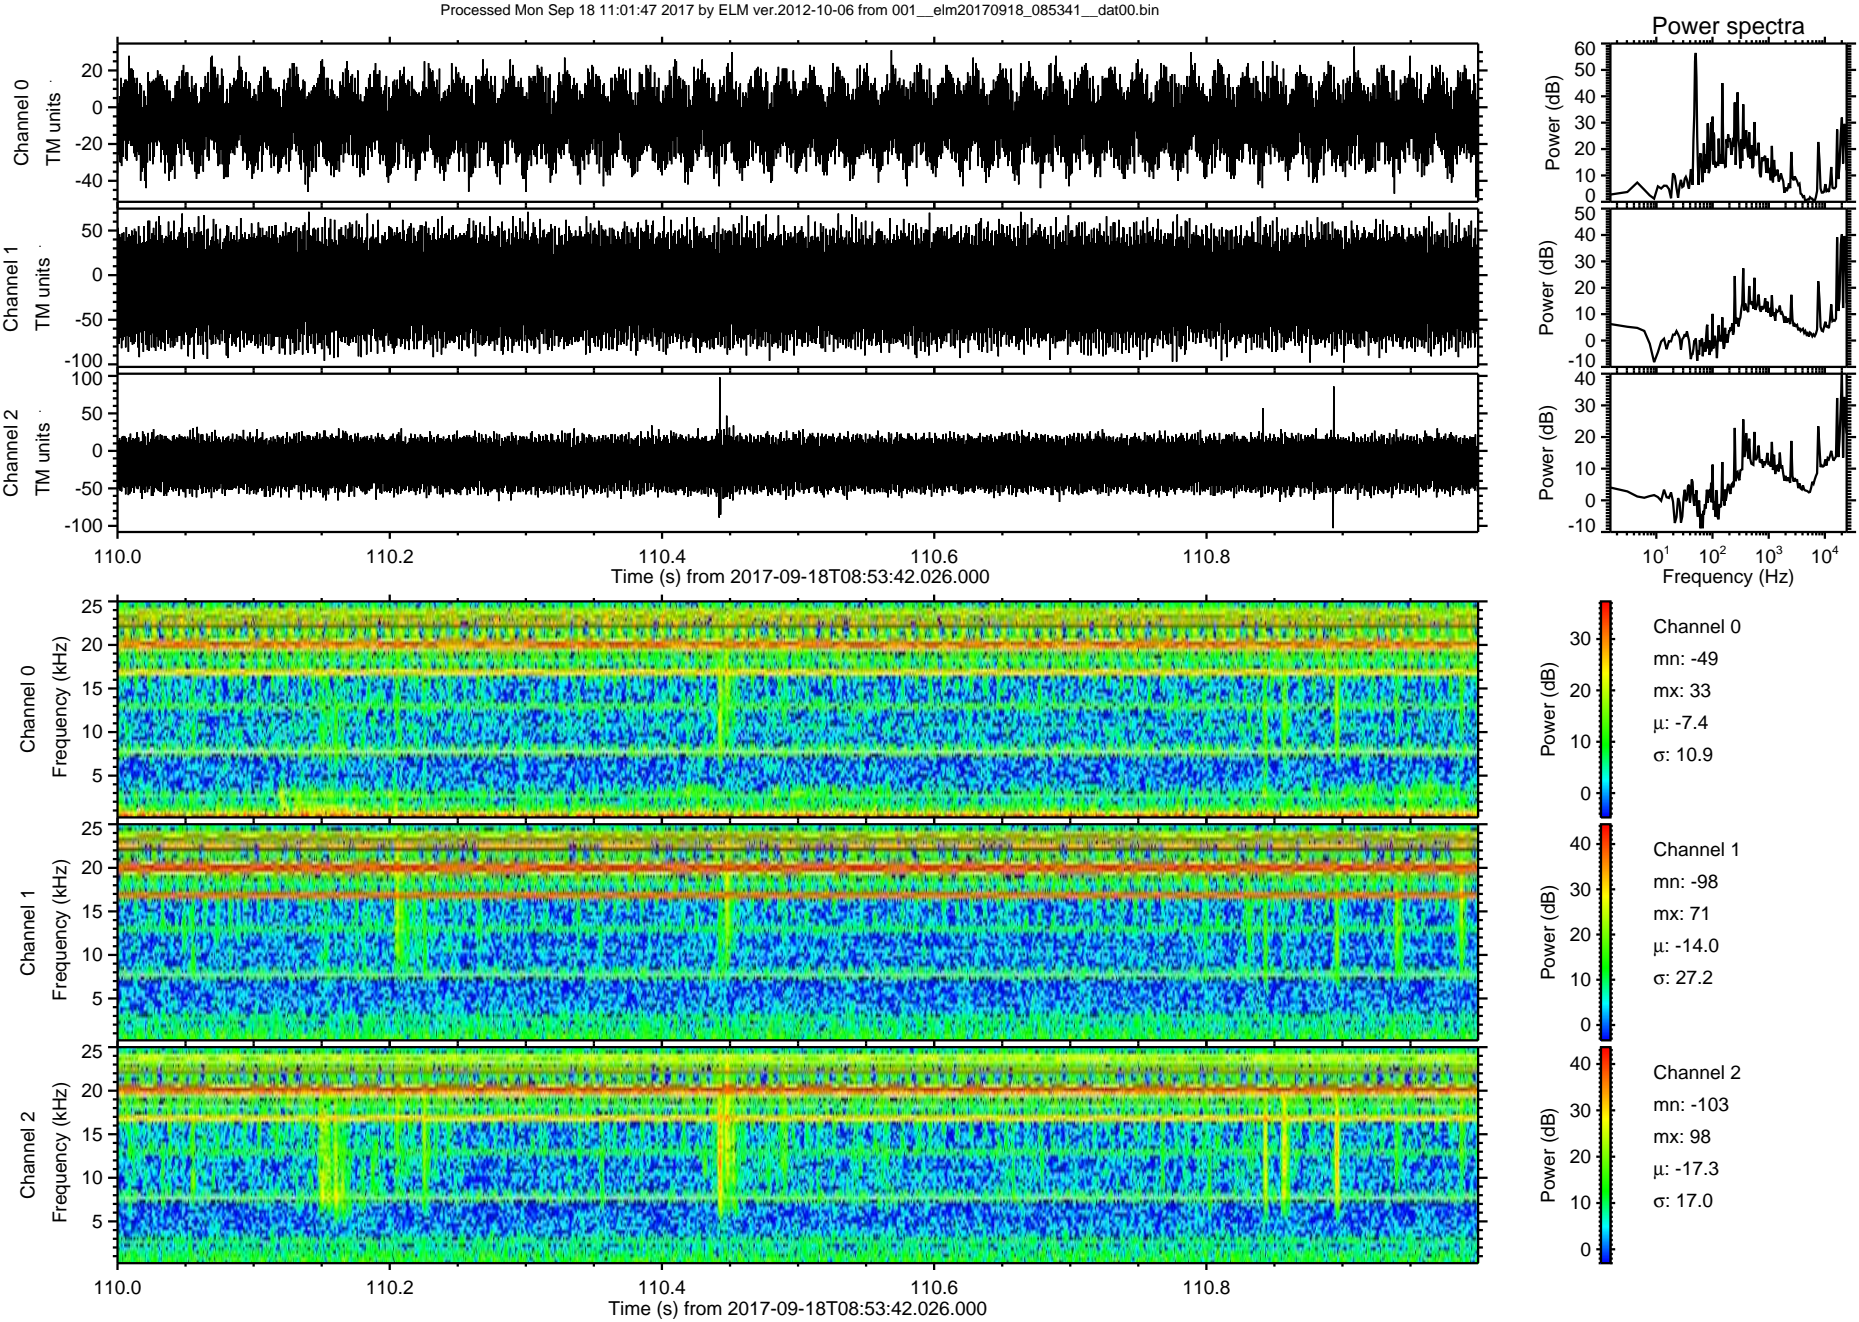 Processed Mon Sep 18 11:01:47 2017 by ELM ver.2012-10-06 from 001__elm20170918_085341__dat00.bin
Power spectra
Channel 0
TM units
20
0
-20
-40
Power (dB)
60
50
40
30
20
10
0
Channel 1
TM units
50
0
-50
-100
Power (dB)
50
40
30
20
10
0
-10
Channel 2
TM units
100
50
0
-50
-100
Power (dB)
40
30
20
10
0
-10
110.0 110.2 110.4 110.6 110.8
Time (s) from 2017-09-18T08:53:42.026.000
10^1 10^2 10^3 10^4
Frequency (Hz)
Channel 0
Frequency (kHz)
25
20
15
10
5
Power (dB)
30
20
10
0
Channel 0
mn: -49
mx: 33
μ: -7.4
σ: 10.9
Channel 1
Frequency (kHz)
25
20
15
10
5
Power (dB)
40
30
20
10
0
Channel 1
mn: -98
mx: 71
μ: -14.0
σ: 27.2
Channel 2
Frequency (kHz)
25
20
15
10
5
Power (dB)
40
30
20
10
0
Channel 2
mn: -103
mx: 98
μ: -17.3
σ: 17.0
110.0 110.2 110.4 110.6 110.8
Time (s) from 2017-09-18T08:53:42.026.000